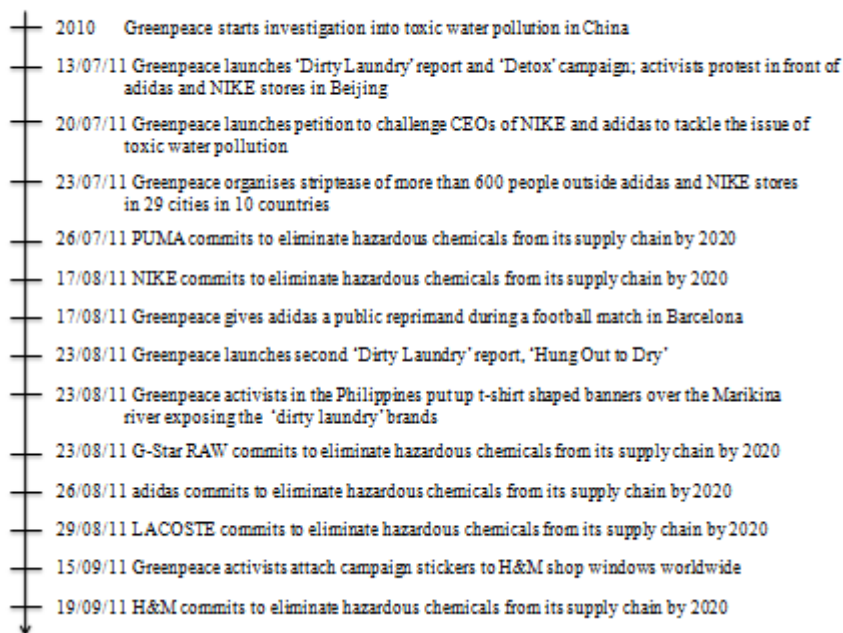 2010 Greenpeace starts investigation into toxic water pollution in China
13/07/11 Greenpeace launches ‘Dirty Laundry’ report and ‘Detox’ campaign; activists protest in front of
adidas and NIKE stores in Beijing
20/07/11 Greenpeace launches petition to challenge CEOs of NIKE and adidas to tackle the issue of
toxic water pollution
23/07/11 Greenpeace organises striptease of more than 600 people outside adidas and NIKE stores
in 29 cities in 10 countries
26/07/11 PUMA commits to eliminate hazardous chemicals from its supply chain by 2020
17/08/11 NIKE commits to eliminate hazardous chemicals from its supply chain by 2020
17/08/11 Greenpeace gives adidas a public reprimand during a football match in Barcelona
23/08/11 Greenpeace launches second ‘Dirty Laundry’ report, ‘Hung Out to Dry’
23/08/11 Greenpeace activists in the Philippines put up t-shirt shaped banners over the Marikina
river exposing the ‘dirty laundry’ brands
23/08/11 G-Star RAW commits to eliminate hazardous chemicals from its supply chain by 2020
26/08/11 adidas commits to eliminate hazardous chemicals from its supply chain by 2020
29/08/11 LACOSTE commits to eliminate hazardous chemicals from its supply chain by 2020
15/09/11 Greenpeace activists attach campaign stickers to H&M shop windows worldwide
19/09/11 H&M commits to eliminate hazardous chemicals from its supply chain by 2020